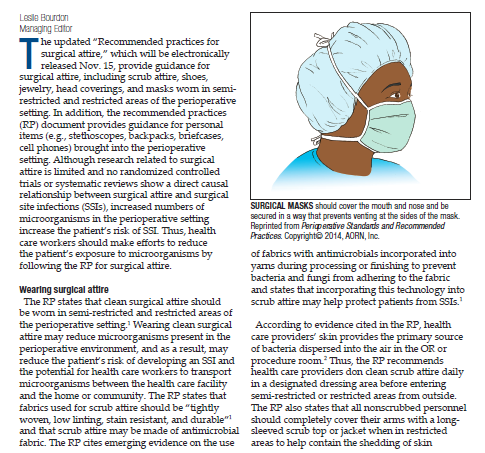 Leslie Bourdon
Managing Editor
The updated "Recommended practices for
surgical attire," which will be electronically
released Nov. 15, provide guidance for
surgical attire, including scrub attire, shoes,
jewelry, head coverings, and masks worn in semi-
restricted and restricted areas of the perioperative
setting. In addition, the recommended practices
(RP) document provides guidance for personal
items (e.g., stethoscopes, backpacks, briefcases,
cell phones) brought into the perioperative
setting. Although research related to surgical
attire is limited and no randomized controlled
trials or systematic reviews show a direct causal
relationship between surgical attire and surgical
site infections (SSIs), increased numbers of
microorganisms in the perioperative setting
increase the patient's risk of SSI. Thus, health
care workers should make efforts to reduce
the patient's exposure to microorganisms by
following the RP for surgical attire.
Wearing surgical attire
The RP states that clean surgical attire should
be worn in semi-restricted and restricted areas of
the perioperative setting.¹ Wearing clean surgical
attire may reduce microorganisms present in the
perioperative environment, and as a result, may
reduce the patient's risk of developing an SSI and
the potential for health care workers to transport
microorganisms between the health care facility
and the home or community. The RP states that
fabrics used for scrub attire should be "tightly
woven, low linting, stain resistant, and durable"¹
and that scrub attire may be made of antimicrobial
fabric. The RP cites emerging evidence on the use
SURGICAL MASKS should cover the mouth and nose and be
secured in a way that prevents venting at the sides of the mask.
Reprinted from Perioperative Standards and Recommended
Practices. Copyright© 2014, AORN, Inc.
of fabrics with antimicrobials incorporated into
yarns during processing or finishing to prevent
bacteria and fungi from adhering to the fabric
and states that incorporating this technology into
scrub attire may help protect patients from SSIs.¹
According to evidence cited in the RP, health
care providers' skin provides the primary source
of bacteria dispersed into the air in the OR or
procedure room.² Thus, the RP recommends
health care providers don clean scrub attire daily
in a designated dressing area before entering
semi-restricted or restricted areas from outside.
The RP also states that all nonscrubbed personnel
should completely cover their arms with a long-
sleeved scrub top or jacket when in restricted
areas to help contain the shedding of skin